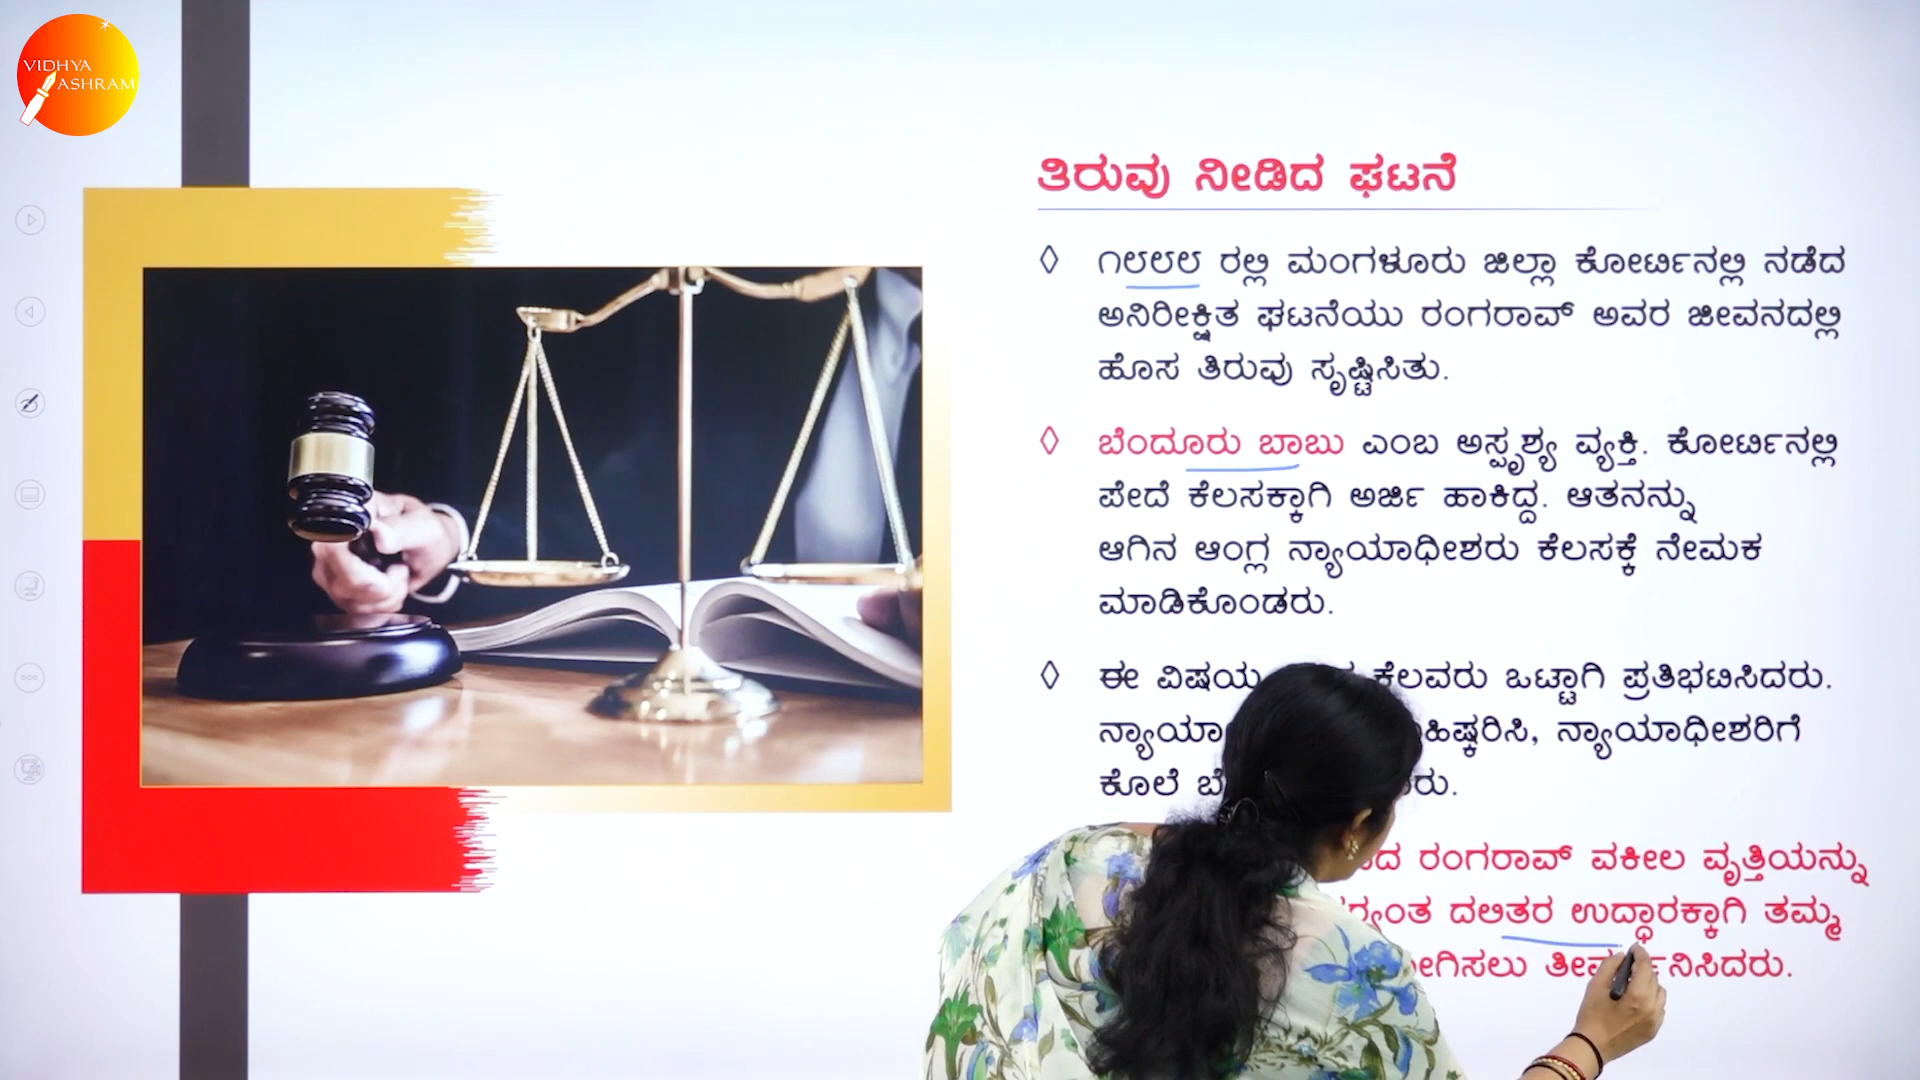 VIDHYA
ASHRAM
ತಿರುವು ನೀಡಿದ ಘಟನೆ
೧೮೮೮ ರಲ್ಲಿ ಮಂಗಳೂರು ಜಿಲ್ಲಾ ಕೋರ್ಟಿನಲ್ಲಿ ನಡೆದ
ಅನಿರೀಕ್ಷಿತ ಘಟನೆಯು ರಂಗರಾವ್ ಅವರ ಜೀವನದಲ್ಲಿ
ಹೊಸ ತಿರುವು ಸೃಷ್ಟಿಸಿತು.
ಬೆಂದೂರು ಬಾಬು ಎಂಬ ಅಸ್ಪೃಶ್ಯ ವ್ಯಕ್ತಿ. ಕೋರ್ಟಿನಲ್ಲಿ
ಪೇದೆ ಕೆಲಸಕ್ಕಾಗಿ ಅರ್ಜಿ ಹಾಕಿದ್ದ. ಆತನನ್ನು
ಆಗಿನ ಆಂಗ್ಲ ನ್ಯಾಯಾಧೀಶರು ಕೆಲಸಕ್ಕೆ ನೇಮಕ
ಮಾಡಿಕೊಂಡರು.
ಈ ವಿಷಯ ಕೆಲವರು ಒಟ್ಟಾಗಿ ಪ್ರತಿಭಟಿಸಿದರು.
ನ್ಯಾಯಾಧೀಶರಿಗೆ
ಕೊಲೆ
ರಂಗರಾವ್ ವಕೀಲ ವೃತ್ತಿಯನ್ನು
ದಲಿತರ ಉದ್ಧಾರಕ್ಕಾಗಿ ತಮ್ಮ